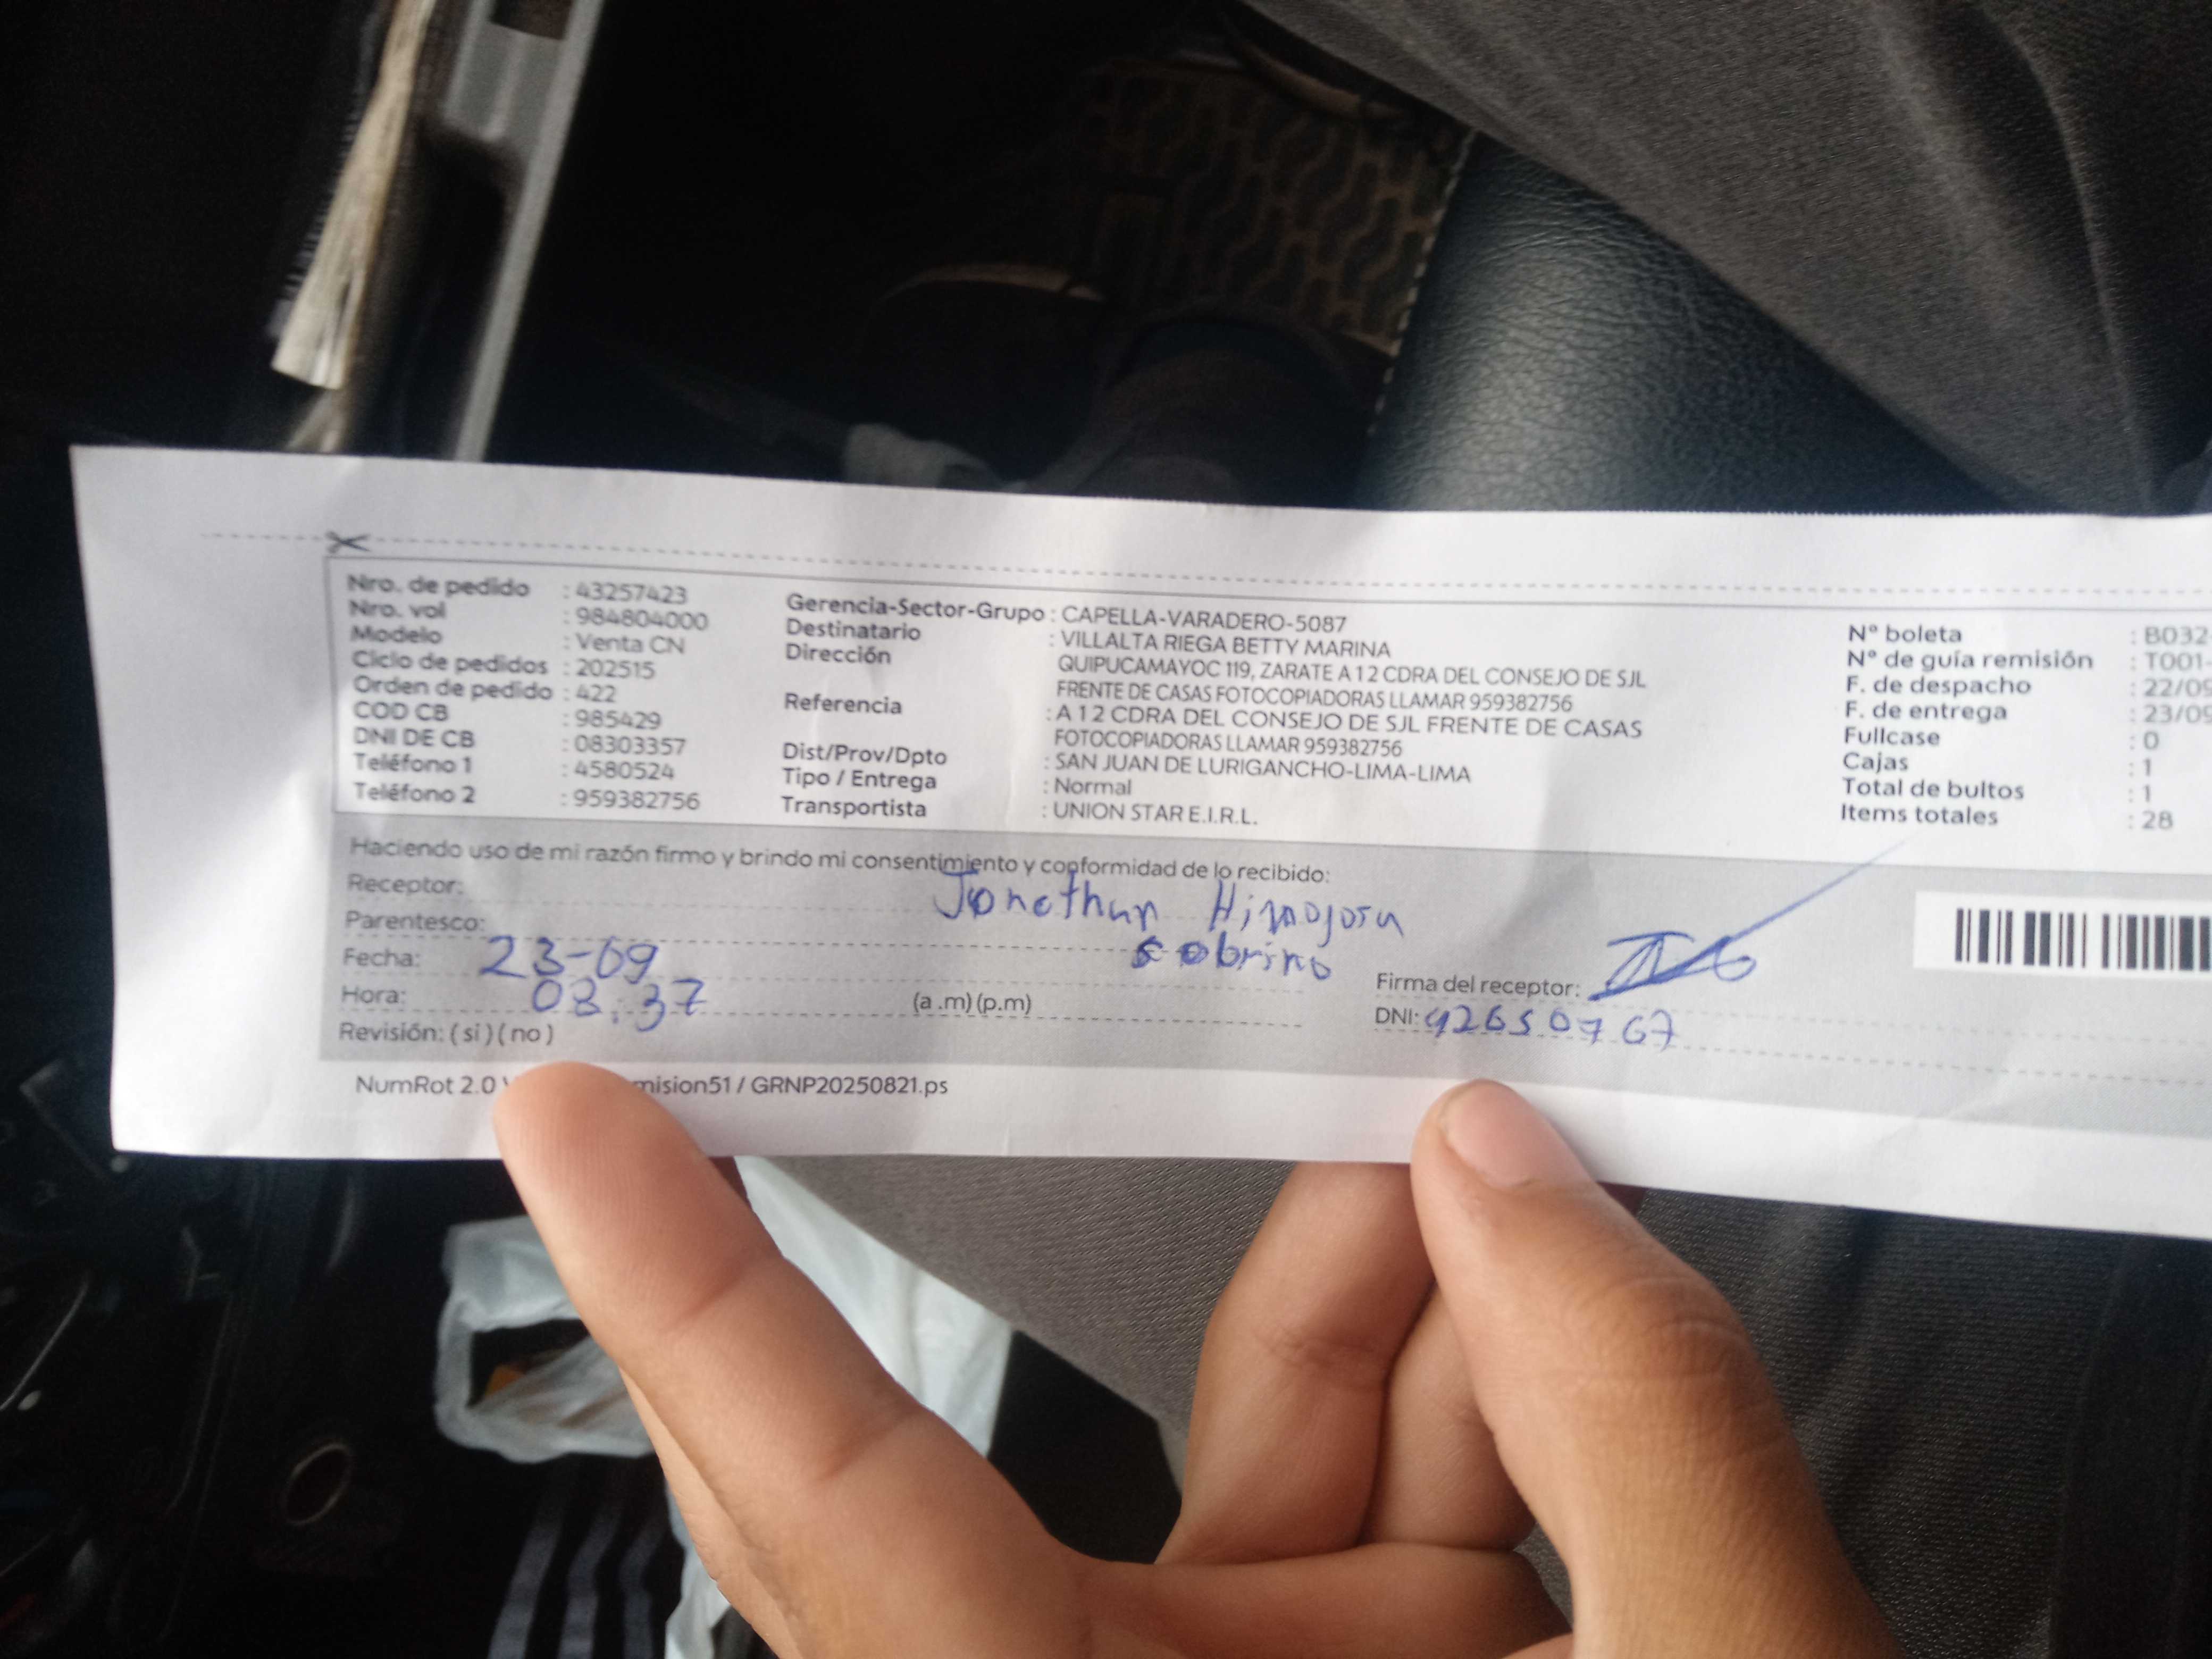 Nro. de pedido : 43257423
Nro. vol : 984804000
Modelo : Venta CN
Ciclo de pedidos : 202515
Orden de pedido : 422
COD CB : 985429
DNI DE CB : 08303357
Teléfono 1 : 4580524
Teléfono 2 : 959382756
Gerencia-Sector-Grupo : CAPELLA-VARADERO-5087
Destinatario : VILLALTA RIEGA BETTY MARINA
Dirección QUIPUCAMAYOC 119, ZARATE A 12 CDRA DEL CONSEJO DE SJL
FRENTE DE CASAS FOTOCOPIADORAS LLAMAR 959382756
Referencia : A 12 CDRA DEL CONSEJO DE SJL FRENTE DE CASAS
FOTOCOPIADORAS LLAMAR 959382756
Dist/Prov/Dpto : SAN JUAN DE LURIGANCHO-LIMA-LIMA
Tipo / Entrega : Normal
Transportista : UNION STAR E.I.R.L.
N° boleta : B032-
N° de guía remisión : T001-
F. de despacho : 22/09
F. de entrega : 23/09
Fullcase : 0
Cajas : 1
Total de bultos : 1
Items totales : 28
Haciendo uso de mi razón firmo y brindo mi consentimiento y conformidad de lo recibido:
Receptor: Jonathan Hinojosa
Parentesco: sobrino
Fecha: 23-09
Hora: 08:37 (a .m) (p.m)
Revisión: ( si ) ( no )
Firma del receptor:
DNI: 42650767
NumRot 2.0 mision51 / GRNP20250821.ps